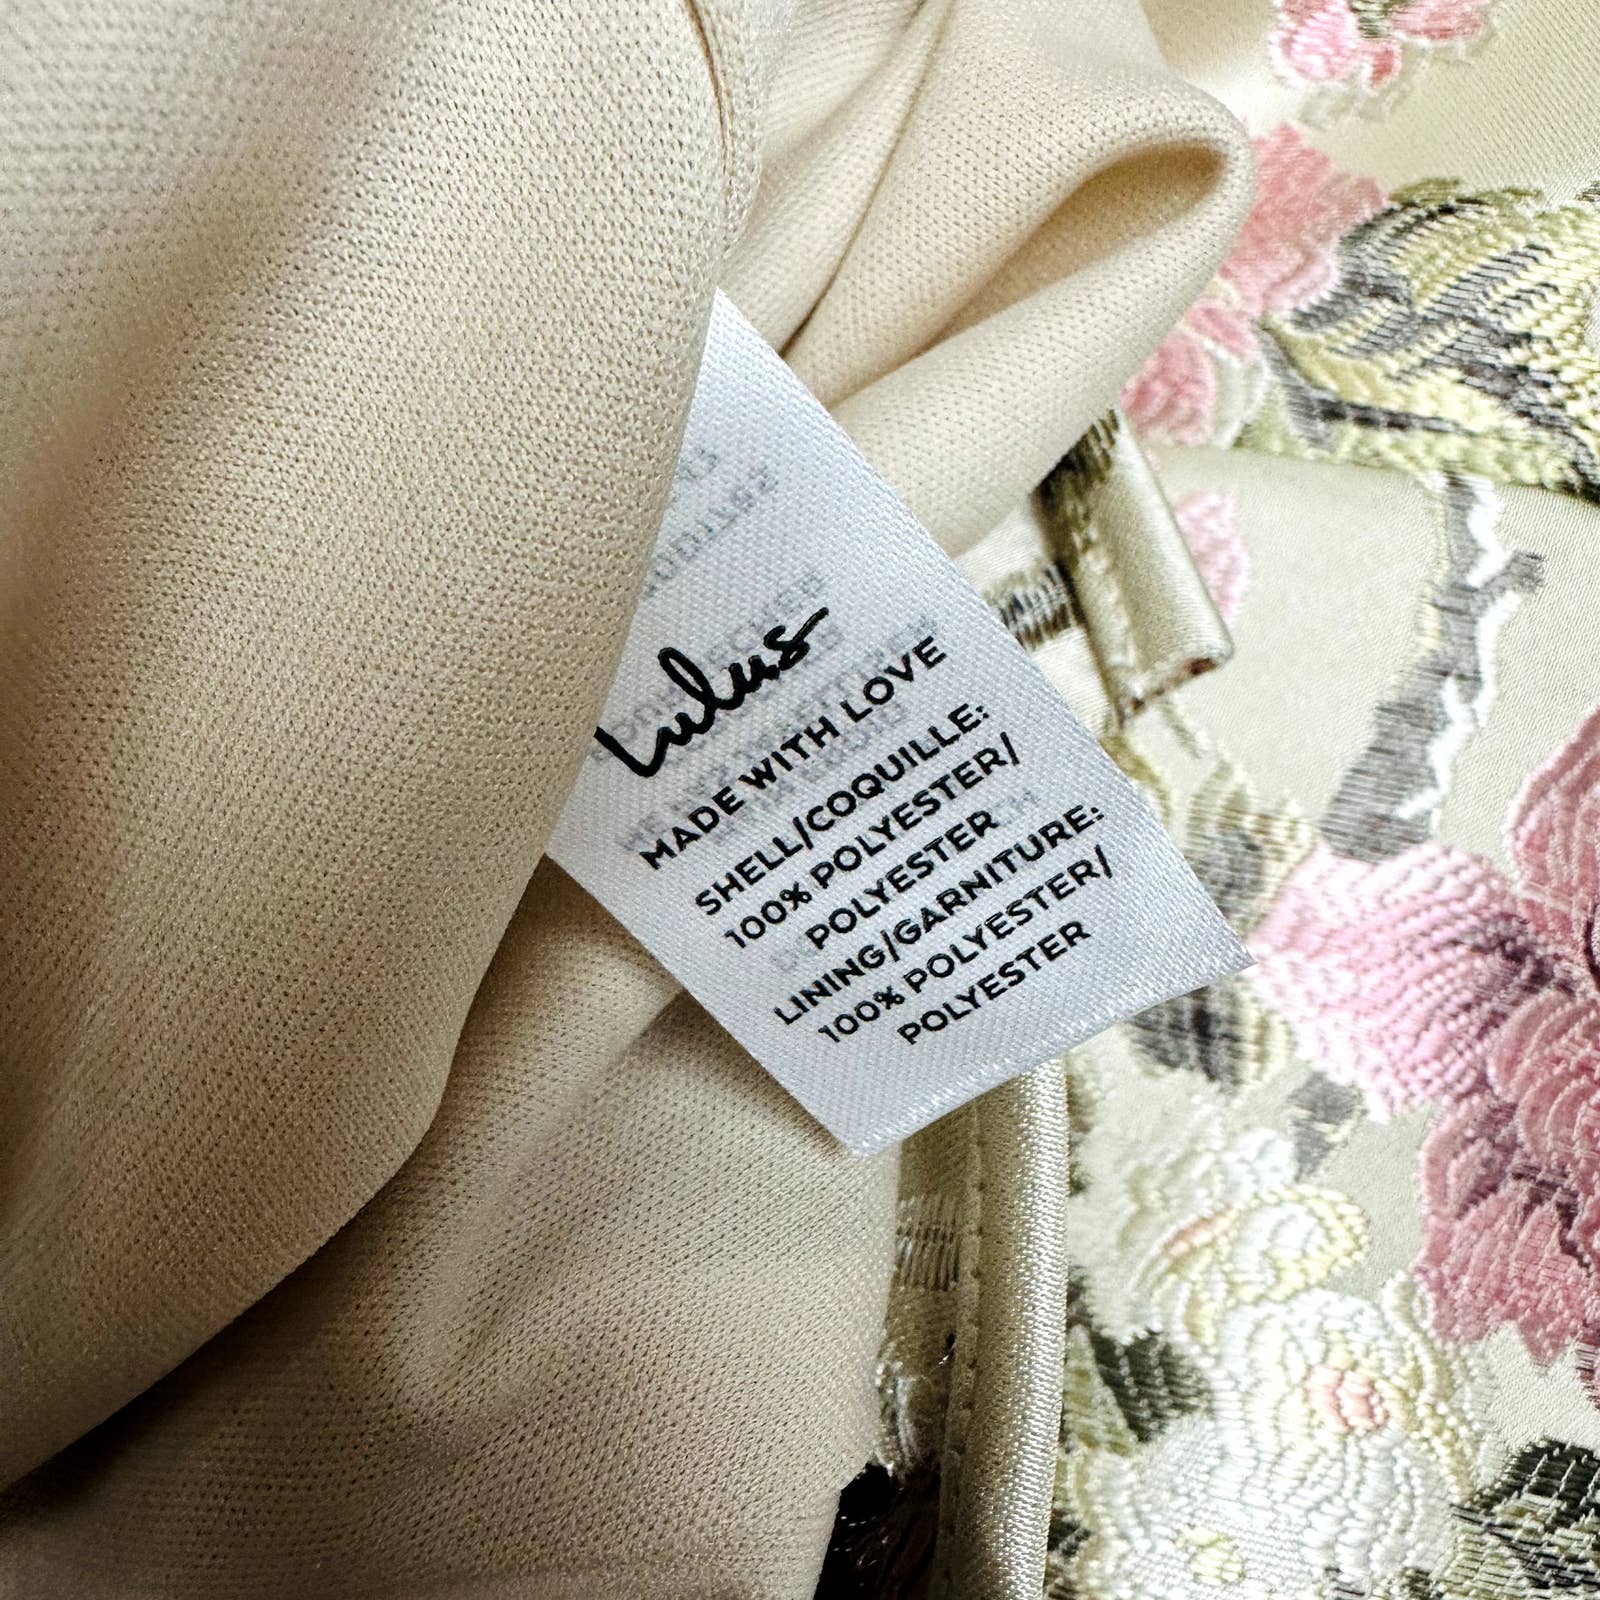 lulus
MADE WITH LOVE
SHELL/COQUILLE:
100% POLYESTER/
POLYESTER
LINING/GARNITURE:
100% POLYESTER/
POLYESTER